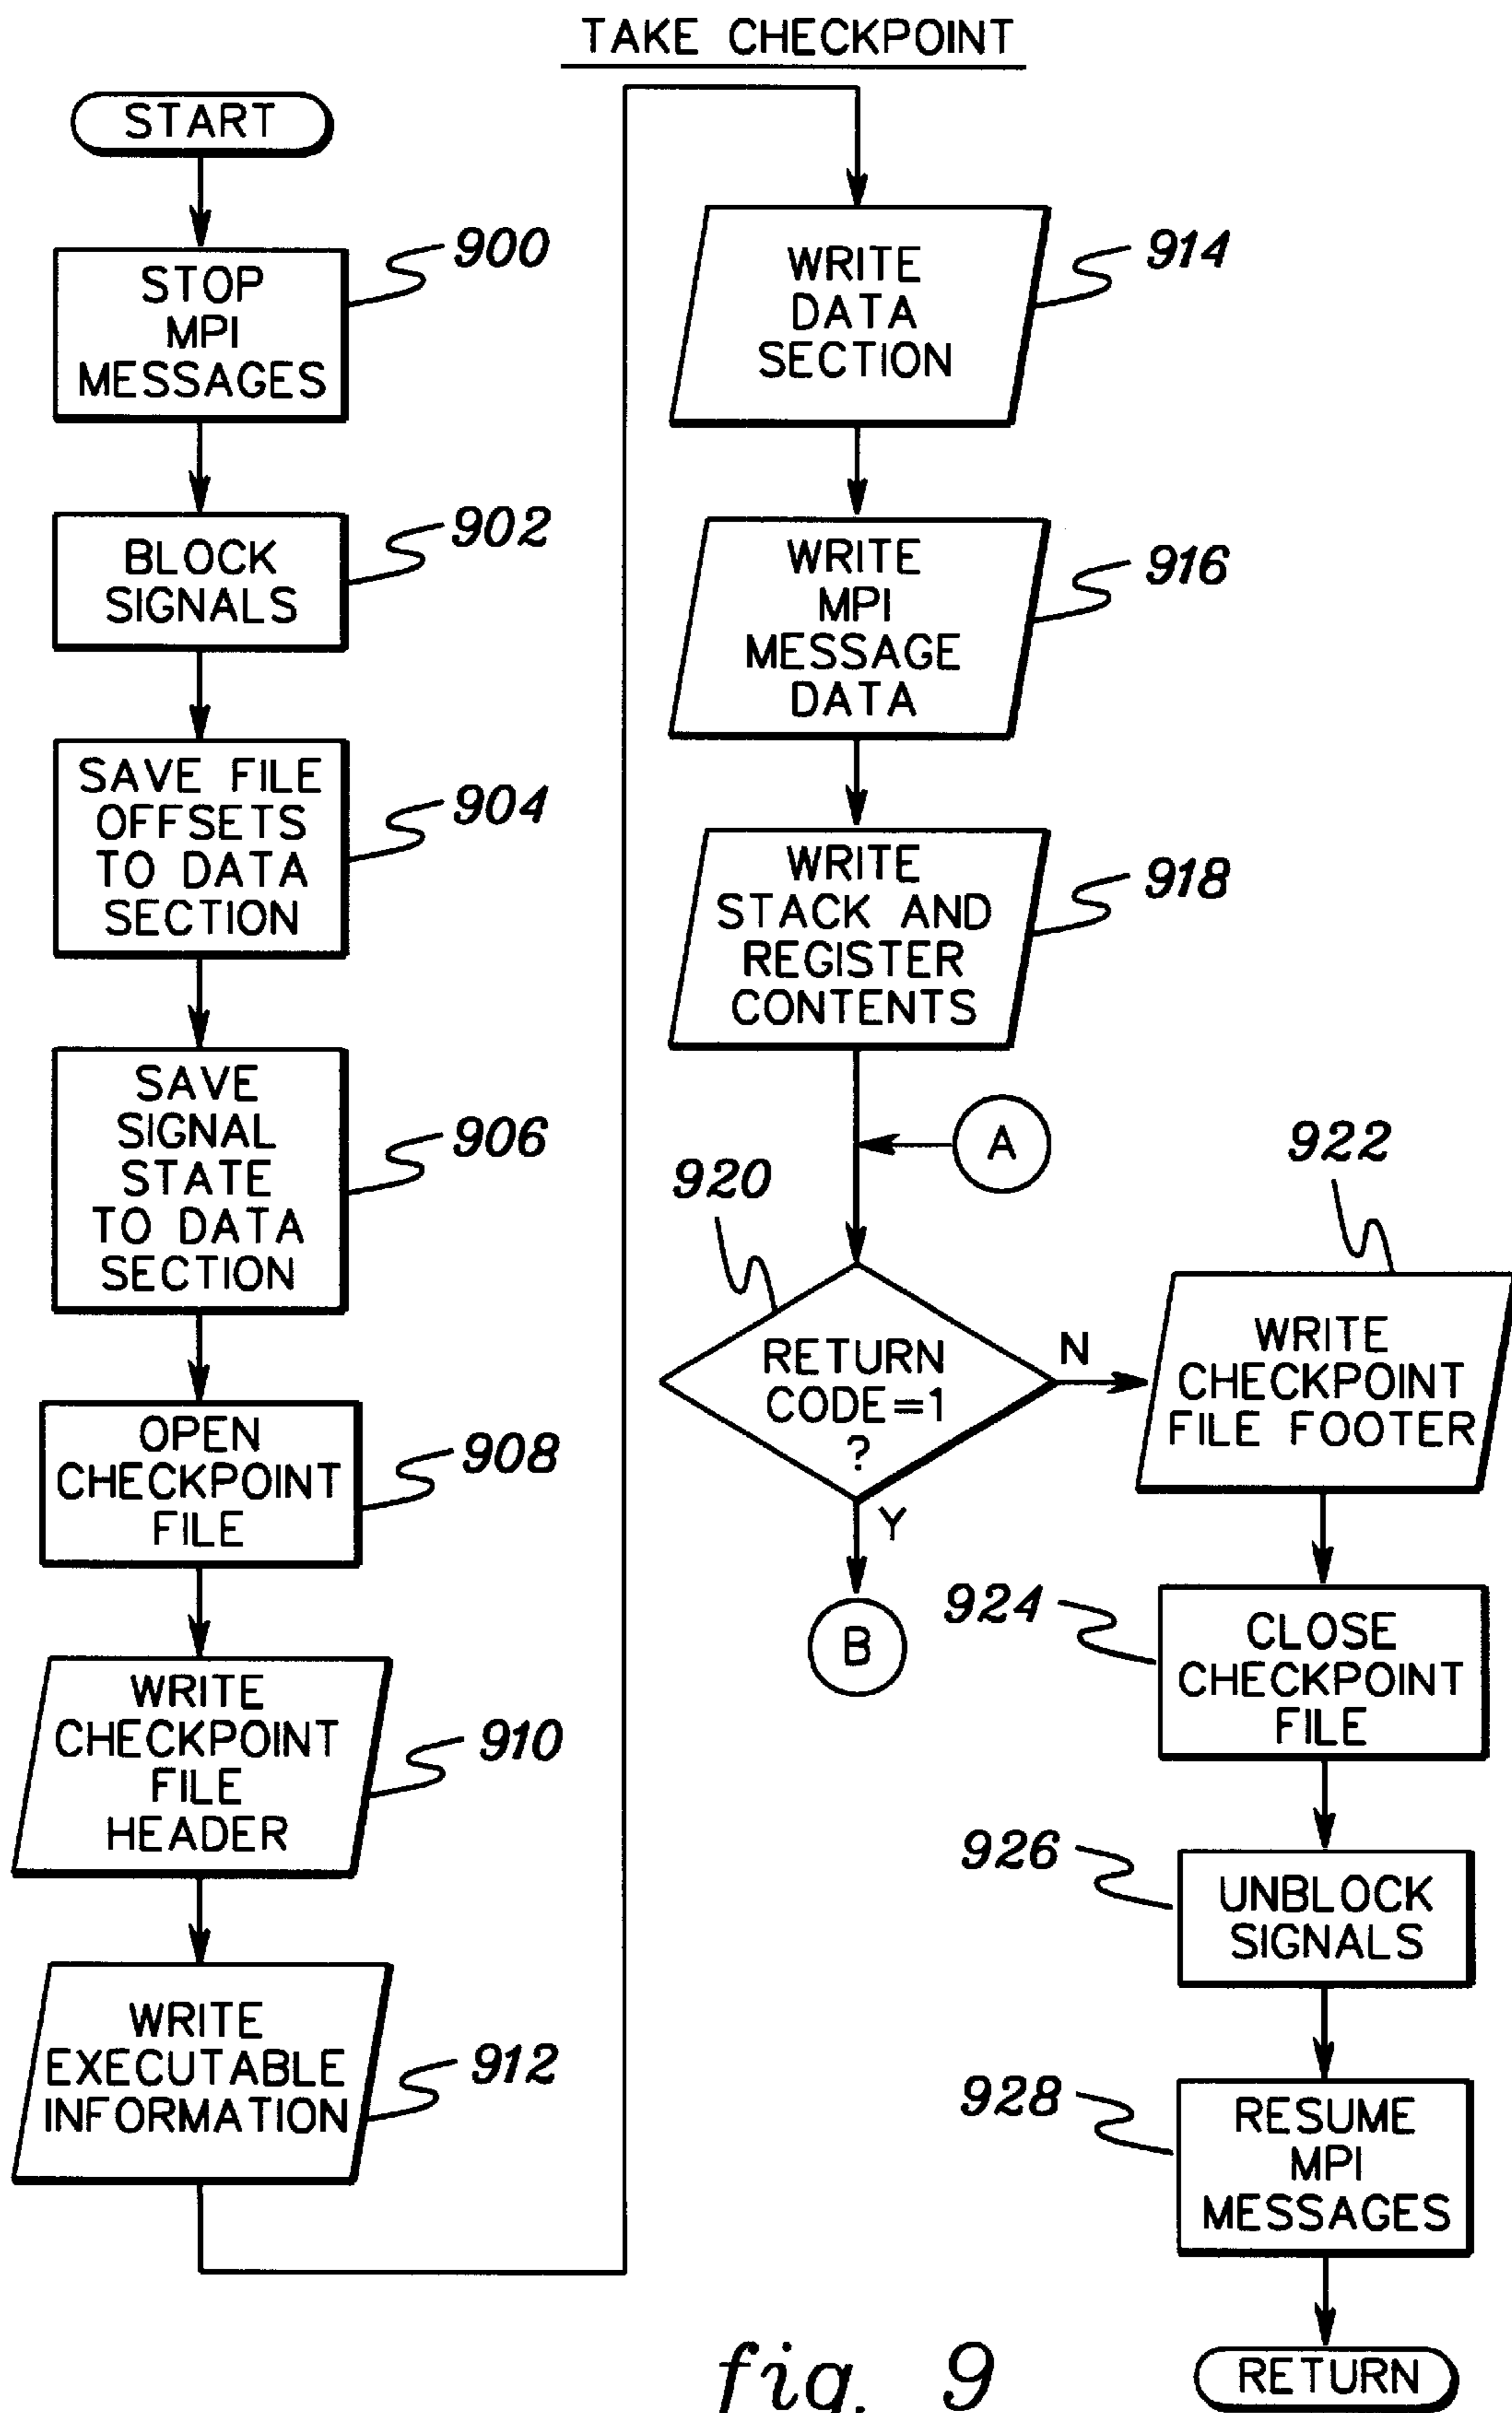 TAKE CHECKPOINT
START
900
STOP
MPI
MESSAGES
902
BLOCK
SIGNALS
904
SAVE FILE
OFFSETS
TO DATA
SECTION
906
SAVE
SIGNAL
STATE
TO DATA
SECTION
908
OPEN
CHECKPOINT
FILE
910
WRITE
CHECKPOINT
FILE
HEADER
912
WRITE
EXECUTABLE
INFORMATION
914
WRITE
DATA
SECTION
916
WRITE
MPI
MESSAGE
DATA
918
WRITE
STACK AND
REGISTER
CONTENTS
A
920
RETURN
CODE=1
?
N
Y
B
922
WRITE
CHECKPOINT
FILE FOOTER
924
CLOSE
CHECKPOINT
FILE
926
UNBLOCK
SIGNALS
928
RESUME
MPI
MESSAGES
RETURN
fig. 9